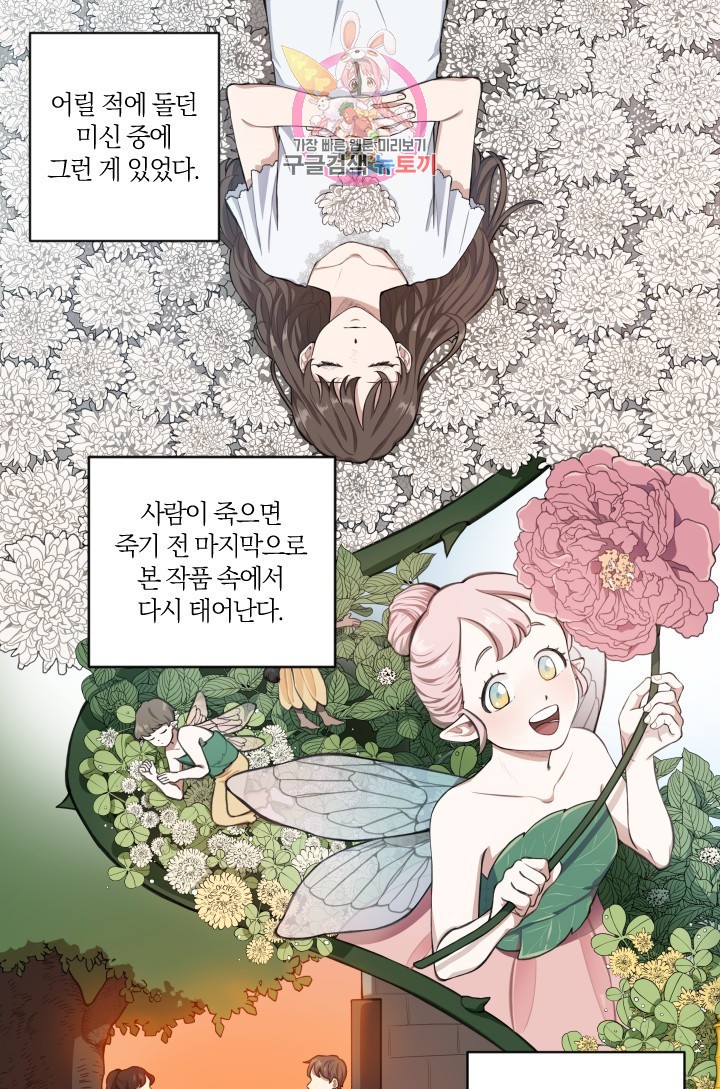 어릴 적에 돌던
미신 중에
그런 게 있었다.
가장 빠른 웹툰 미리보기
구글검색 뉴토끼
사람이 죽으면
죽기 전 마지막으로
본 작품 속에서
다시 태어난다.